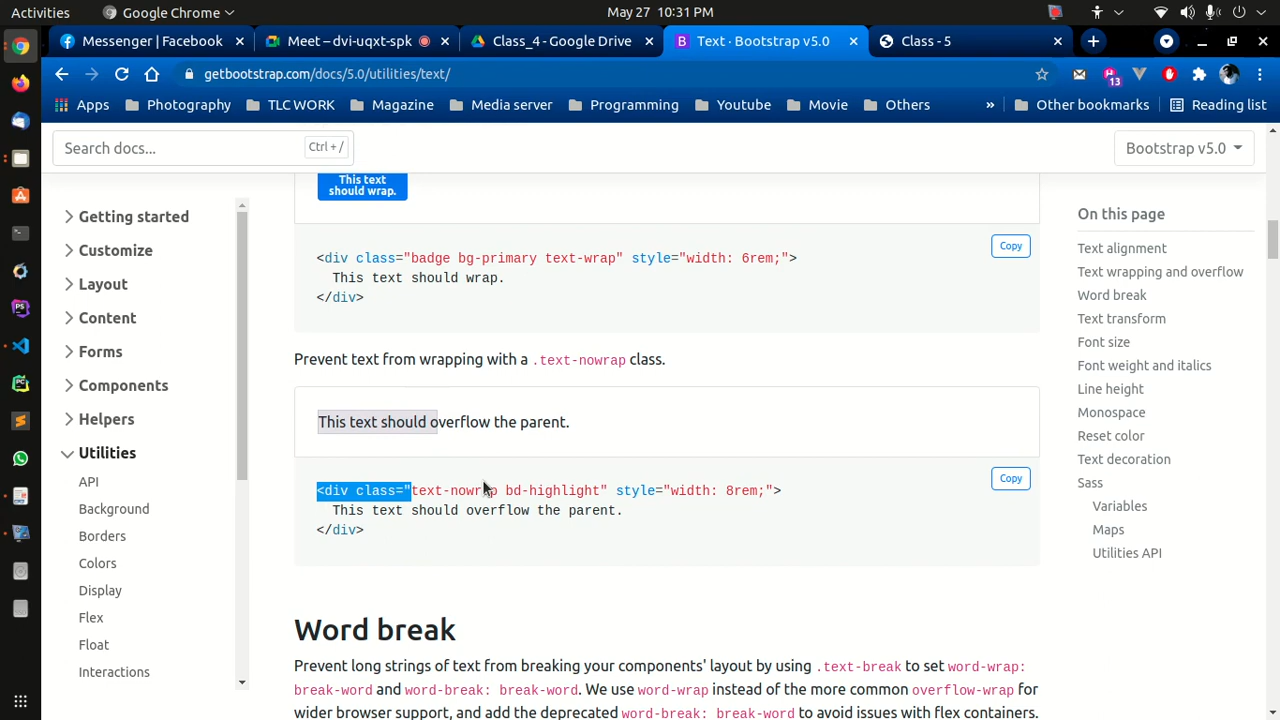 Activities Google Chrome May 27 10:31 PM
Messenger | Facebook Meet – dvi-uqxt-spk Class_4 - Google Drive Text · Bootstrap v5.0 Class - 5
getbootstrap.com/docs/5.0/utilities/text/ 13
Apps Photography TLC WORK Magazine Media server Programming Youtube Movie Others » Other bookmarks Reading list
Search docs... Ctrl + / Bootstrap v5.0
Getting started
Customize
Layout
Content
Forms
Components
Helpers
Utilities
API
Background
Borders
Colors
Display
Flex
Float
Interactions
This text
should wrap.
Copy
<div class="badge bg-primary text-wrap" style="width: 6rem;">
This text should wrap.
</div>
Prevent text from wrapping with a .text-nowrap class.
This text should overflow the parent.
Copy
<div class="text-nowrap bd-highlight" style="width: 8rem;">
This text should overflow the parent.
</div>
Word break
Prevent long strings of text from breaking your components' layout by using .text-break to set word-wrap:
break-word and word-break: break-word. We use word-wrap instead of the more common overflow-wrap for
wider browser support, and add the deprecated word-break: break-word to avoid issues with flex containers.
On this page
Text alignment
Text wrapping and overflow
Word break
Text transform
Font size
Font weight and italics
Line height
Monospace
Reset color
Text decoration
Sass
Variables
Maps
Utilities API